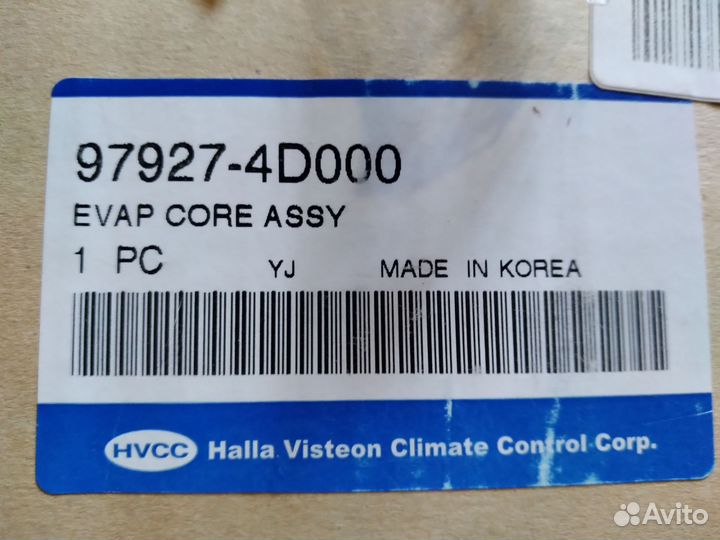 97927-4D000
EVAP CORE ASSY
1 PC YJ MADE IN KOREA
HVCC Halla Visteon Climate Control Corp.
Avito